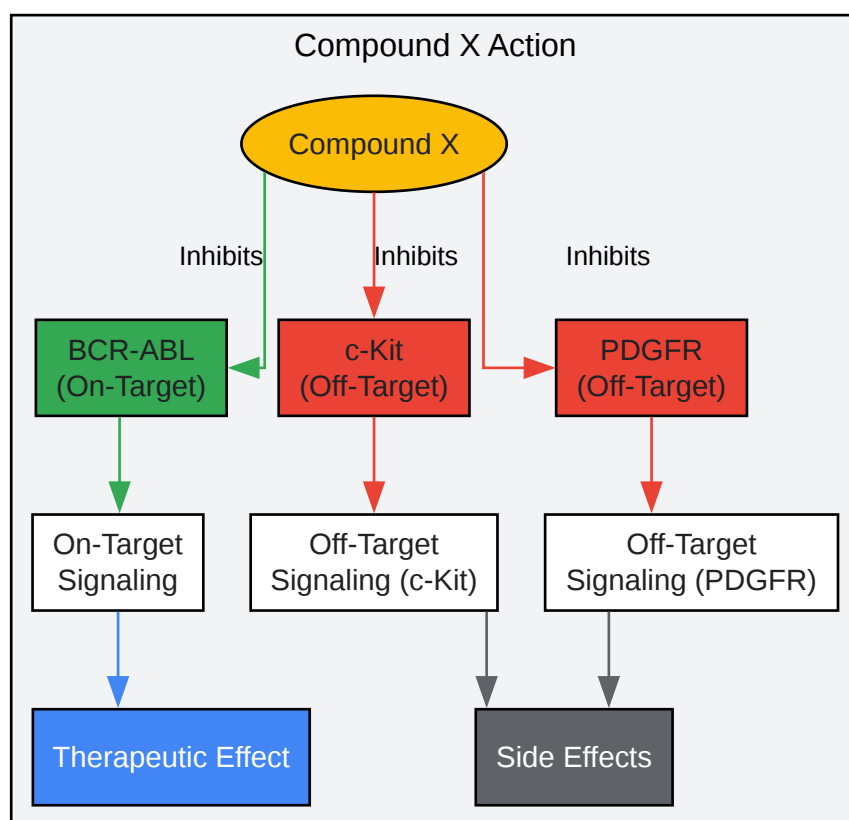 Compound X Action
Compound X
Inhibits
Inhibits
Inhibits
BCR-ABL
(On-Target)
c-Kit
(Off-Target)
PDGFR
(Off-Target)
On-Target
Signaling
Off-Target
Signaling (c-Kit)
Off-Target
Signaling (PDGFR)
Therapeutic Effect
Side Effects